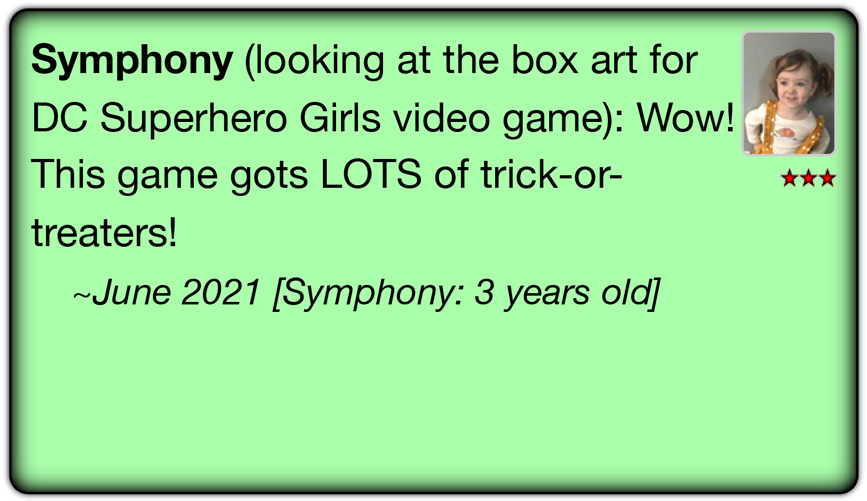 Symphony (looking at the box art for
DC Superhero Girls video game): Wow!
This game gots LOTS of trick-or-
treaters!
~June 2021 [Symphony: 3 years old]